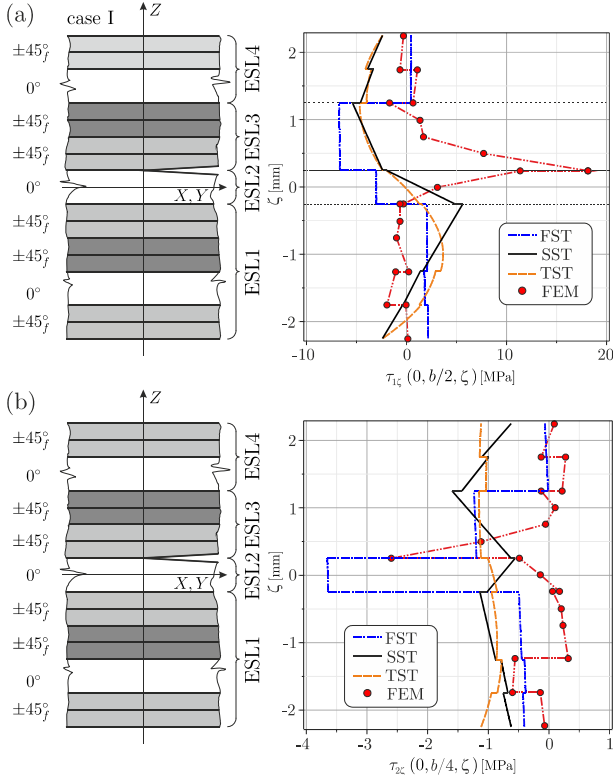 (a)
case I
Z
±45°f
0°
±45°f
±45°f
0°
±45°f
±45°f
0°
±45°f
X, Y
ESL4
ESL3
ESL2
ESL1
ζ [mm]
2
1
0
-1
-2
-10
0
10
20
FST
SST
TST
FEM
τ1ζ (0, b/2, ζ) [MPa]
(b)
Z
±45°f
0°
±45°f
±45°f
0°
±45°f
±45°f
0°
±45°f
X, Y
ESL4
ESL3
ESL2
ESL1
ζ [mm]
2
1
0
-1
-2
-4
-3
-2
-1
0
1
FST
SST
TST
FEM
τ2ζ (0, b/4, ζ) [MPa]